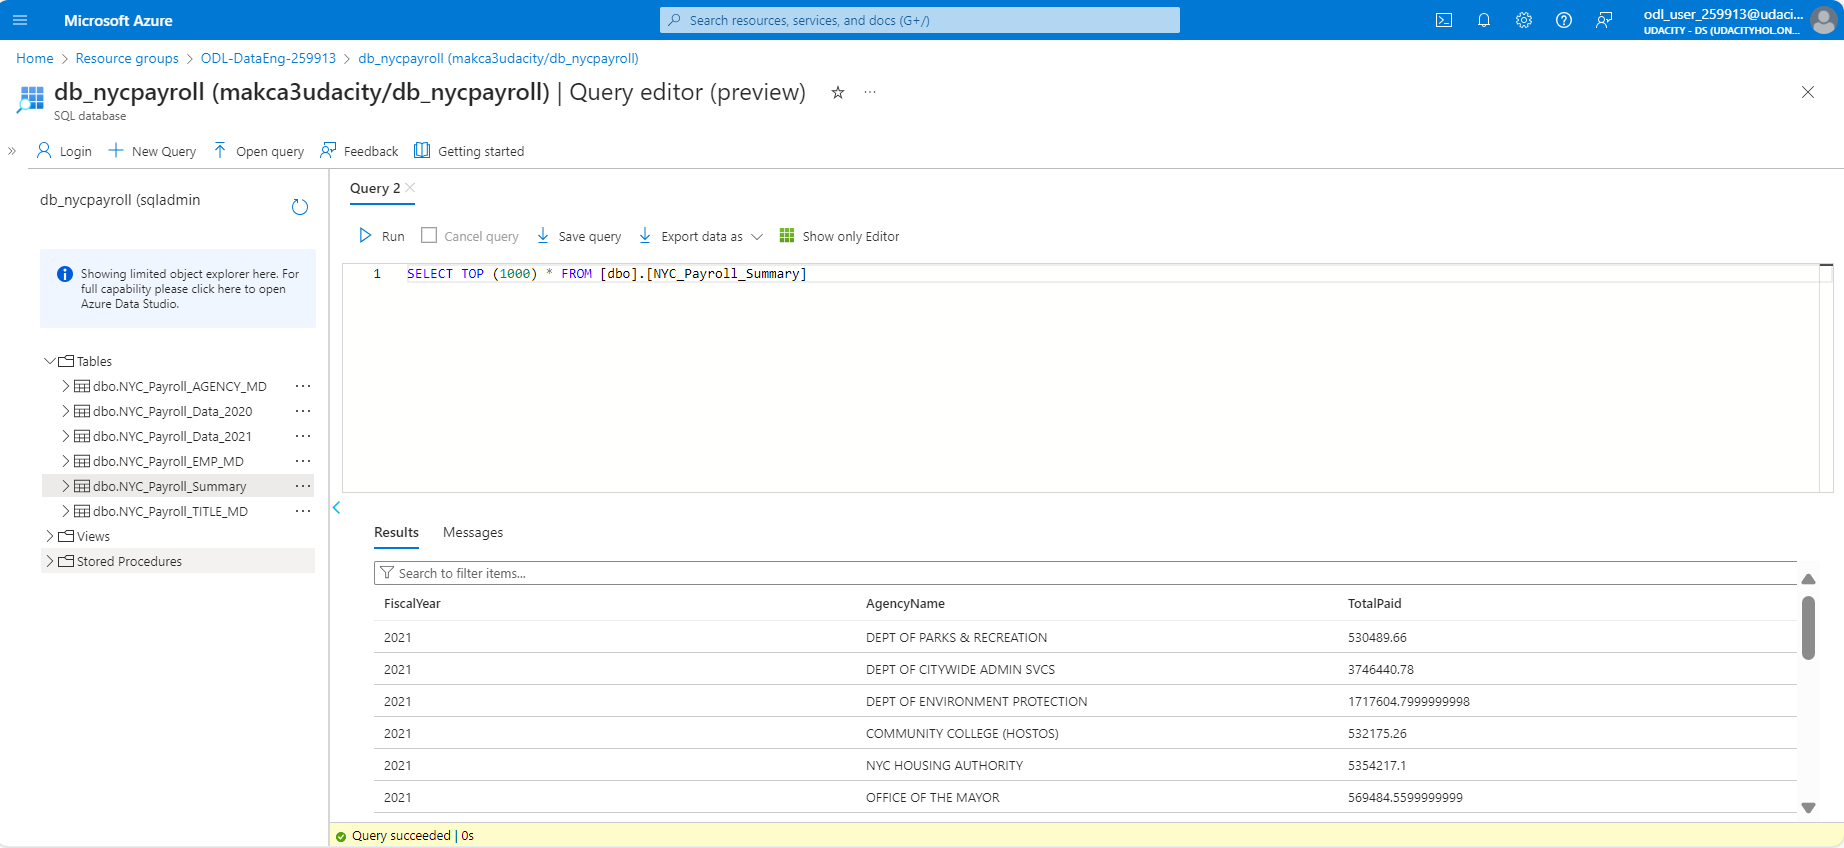 Microsoft Azure
Search resources, services, and docs (G+/)
odl_user_259913@udaci...
UDACITY - DS (UDACITYHOL.ON...
Home > Resource groups > ODL-DataEng-259913 > db_nycpayroll (makca3udacity/db_nycpayroll)
db_nycpayroll (makca3udacity/db_nycpayroll) | Query editor (preview)
SQL database
Login
New Query
Open query
Feedback
Getting started
db_nycpayroll (sqladmin
Showing limited object explorer here. For
full capability please click here to open
Azure Data Studio.
Tables
dbo.NYC_Payroll_AGENCY_MD
dbo.NYC_Payroll_Data_2020
dbo.NYC_Payroll_Data_2021
dbo.NYC_Payroll_EMP_MD
dbo.NYC_Payroll_Summary
dbo.NYC_Payroll_TITLE_MD
Views
Stored Procedures
Query 2
Run
Cancel query
Save query
Export data as
Show only Editor
1 SELECT TOP (1000) * FROM [dbo].[NYC_Payroll_Summary]
Results Messages
Search to filter items...
FiscalYear AgencyName TotalPaid
2021 DEPT OF PARKS & RECREATION 530489.66
2021 DEPT OF CITYWIDE ADMIN SVCS 3746440.78
2021 DEPT OF ENVIRONMENT PROTECTION 1717604.7999999998
2021 COMMUNITY COLLEGE (HOSTOS) 532175.26
2021 NYC HOUSING AUTHORITY 5354217.1
2021 OFFICE OF THE MAYOR 569484.5599999999
Query succeeded | 0s